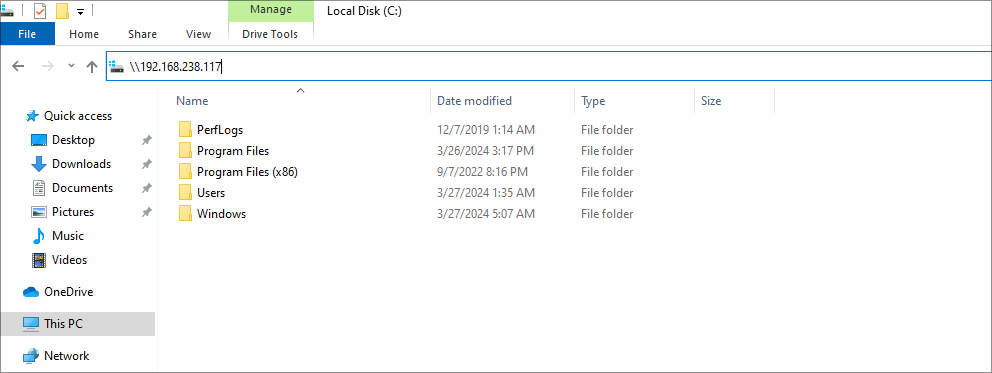 Manage Local Disk (C:)
File Home Share View Drive Tools
\\192.168.238.117
Name Date modified Type Size
Quick access
Desktop
Downloads
Documents
Pictures
Music
Videos
OneDrive
This PC
Network
PerfLogs 12/7/2019 1:14 AM File folder
Program Files 3/26/2024 3:17 PM File folder
Program Files (x86) 9/7/2022 8:16 PM File folder
Users 3/27/2024 1:35 AM File folder
Windows 3/27/2024 5:07 AM File folder